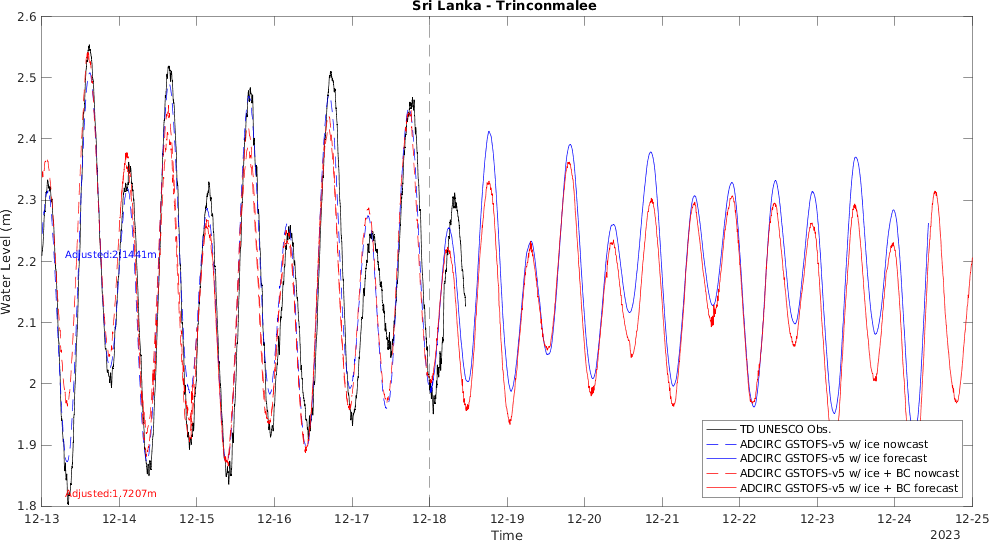 Sri Lanka - Trinconmalee
2.6
2.5
2.4
2.3
2.2
2.1
2
1.9
1.8
Water Level (m)
Adjusted:2.1441m
Adjusted:1.7207m
TD UNESCO Obs.
ADCIRC GSTOFS-v5 w/ ice nowcast
ADCIRC GSTOFS-v5 w/ ice forecast
ADCIRC GSTOFS-v5 w/ ice + BC nowcast
ADCIRC GSTOFS-v5 w/ ice + BC forecast
12-13 12-14 12-15 12-16 12-17 12-18 12-19 12-20 12-21 12-22 12-23 12-24 12-25
Time
2023